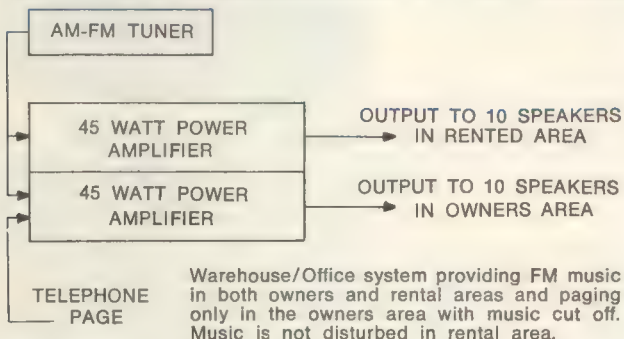 AM-FM TUNER
45 WATT POWER
AMPLIFIER
OUTPUT TO 10 SPEAKERS
IN RENTED AREA
45 WATT POWER
AMPLIFIER
OUTPUT TO 10 SPEAKERS
IN OWNERS AREA
TELEPHONE
PAGE
Warehouse/Office system providing FM music
in both owners and rental areas and paging
only in the owners area with music cut off.
Music is not disturbed in rental area.